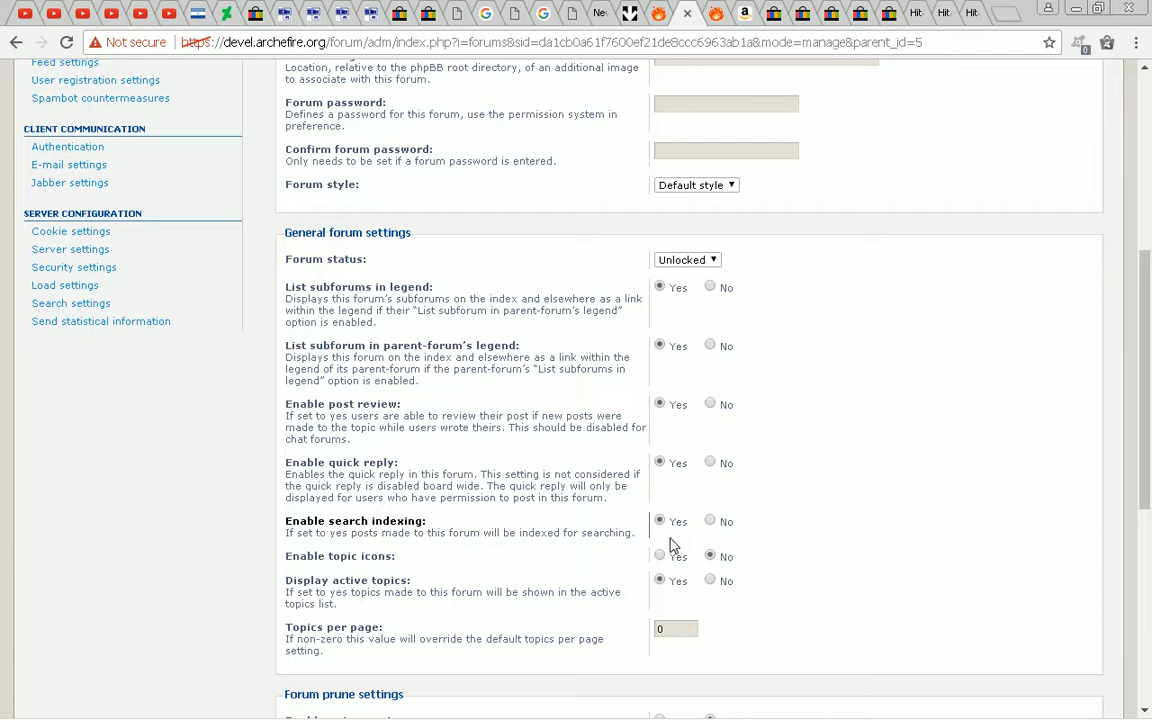 Ne
Hit
Hit
Hit
Not secure
https://devel.archefire.org/forum/adm/index.php?i=forums&sid=da1cb0a61f7600ef21de8ccc6963ab1a&mode=manage&parent_id=5
0
Feed settings
User registration settings
Spambot countermeasures
CLIENT COMMUNICATION
Authentication
E-mail settings
Jabber settings
SERVER CONFIGURATION
Cookie settings
Server settings
Security settings
Load settings
Search settings
Send statistical information
Location, relative to the phpBB root directory, of an additional image
to associate with this forum.
Forum password:
Defines a password for this forum, use the permission system in
preference.
Confirm forum password:
Only needs to be set if a forum password is entered.
Forum style:
Default style
General forum settings
Forum status:
Unlocked
List subforums in legend:
Yes No
Displays this forum's subforums on the index and elsewhere as a link
within the legend if their “List subforum in parent-forum's legend”
option is enabled.
List subforum in parent-forum's legend:
Yes No
Displays this forum on the index and elsewhere as a link within the
legend of its parent-forum if the parent-forum's “List subforums in
legend” option is enabled.
Enable post review:
Yes No
If set to yes users are able to review their post if new posts were
made to the topic while users wrote theirs. This should be disabled for
chat forums.
Enable quick reply:
Yes No
Enables the quick reply in this forum. This setting is not considered if
the quick reply is disabled board wide. The quick reply will only be
displayed for users who have permission to post in this forum.
Enable search indexing:
Yes No
If set to yes posts made to this forum will be indexed for searching.
Enable topic icons:
Yes No
Display active topics:
Yes No
If set to yes topics made to this forum will be shown in the active
topics list.
Topics per page:
0
If non-zero this value will override the default topics per page
setting.
Forum prune settings